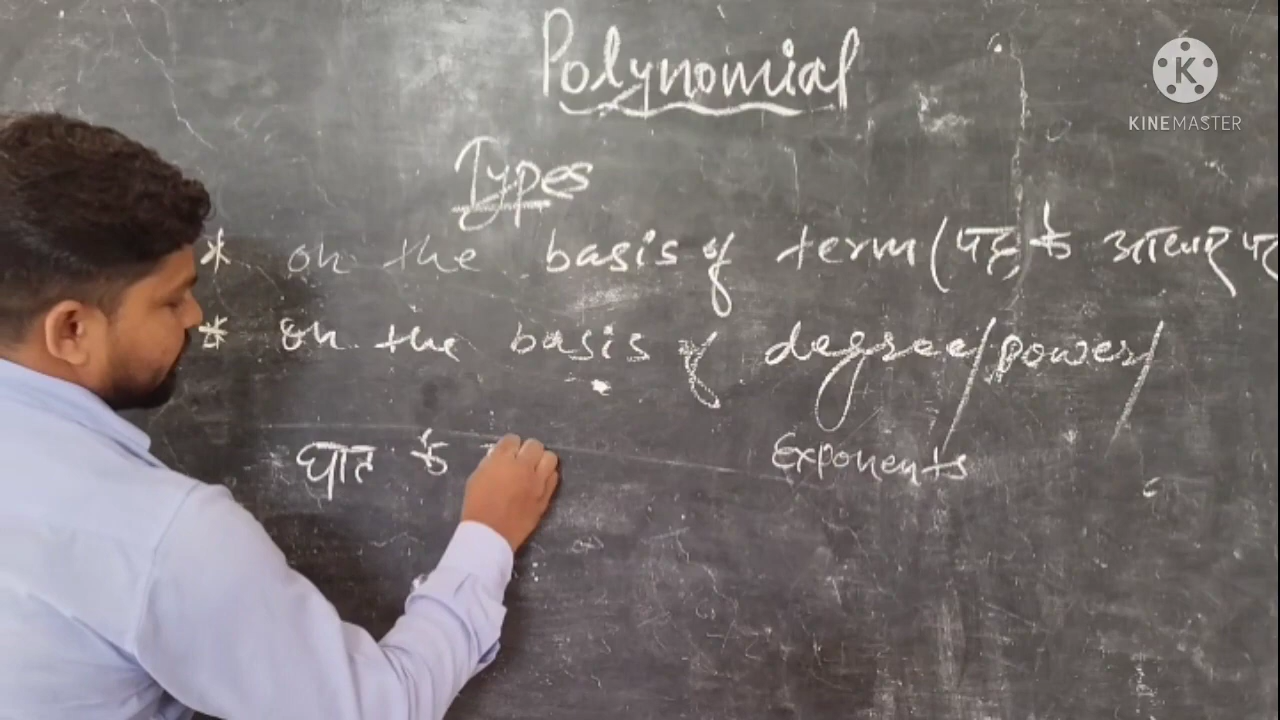 Polynomial
K
KINEMASTER
Types
* on the basis of term (पद के आधार पर
* on the basis of degree/power/
घात के
Exponents